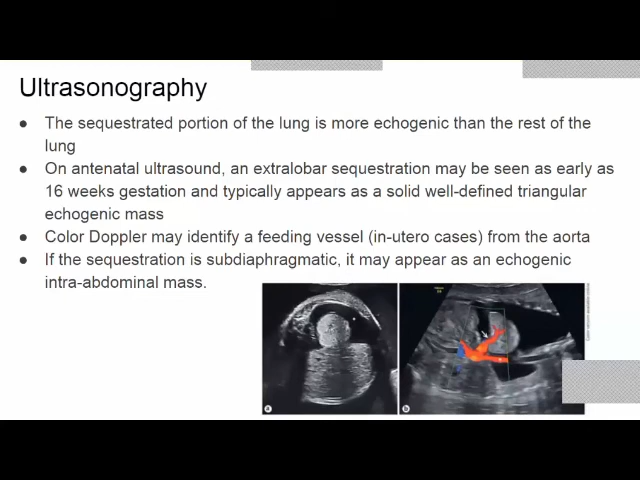 Ultrasonography
● The sequestrated portion of the lung is more echogenic than the rest of the
lung
● On antenatal ultrasound, an extralobar sequestration may be seen as early as
16 weeks gestation and typically appears as a solid well-defined triangular
echogenic mass
● Color Doppler may identify a feeding vessel (in-utero cases) from the aorta
● If the sequestration is subdiaphragmatic, it may appear as an echogenic
intra-abdominal mass.
a
b